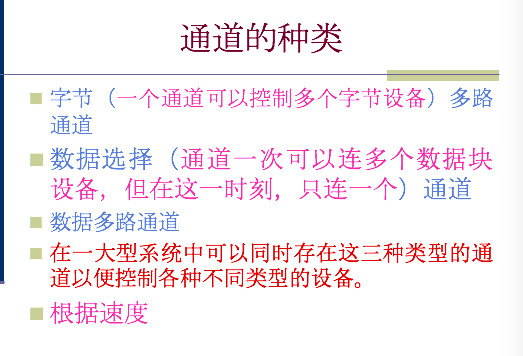 通道的种类
字节（一个通道可以控制多个字节设备）多路
通道
数据选择（通道一次可以连多个数据块
设备，但在这一时刻，只连一个）通道
数据多路通道
在一大型系统中可以同时存在这三种类型的通
道以便控制各种不同类型的设备。
根据速度